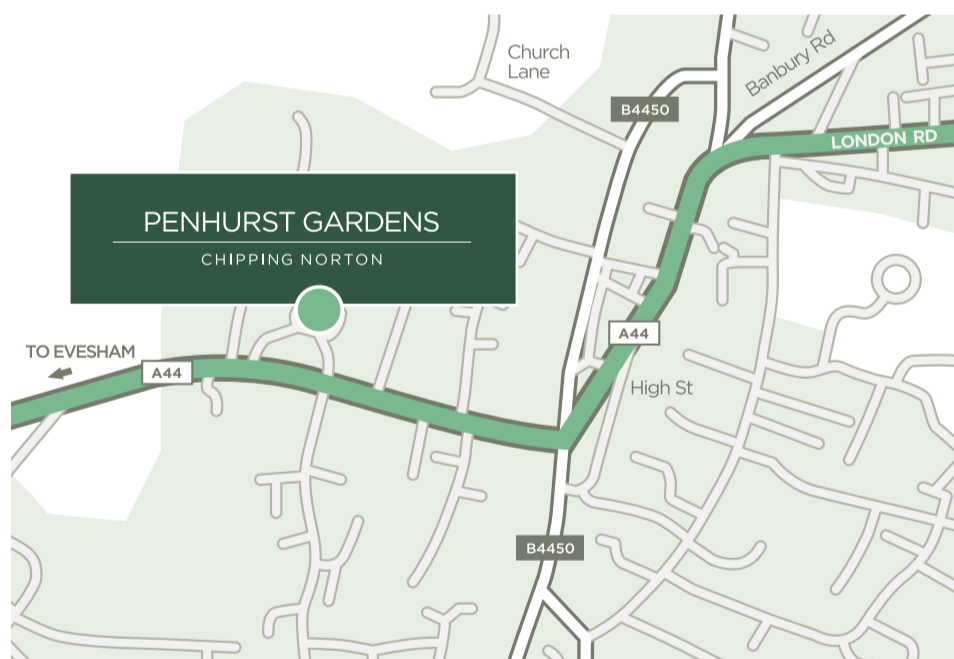 Church
Lane
Banbury Rd
B4450
LONDON RD
PENHURST GARDENS
CHIPPING NORTON
A44
TO EVESHAM
A44
High St
B4450